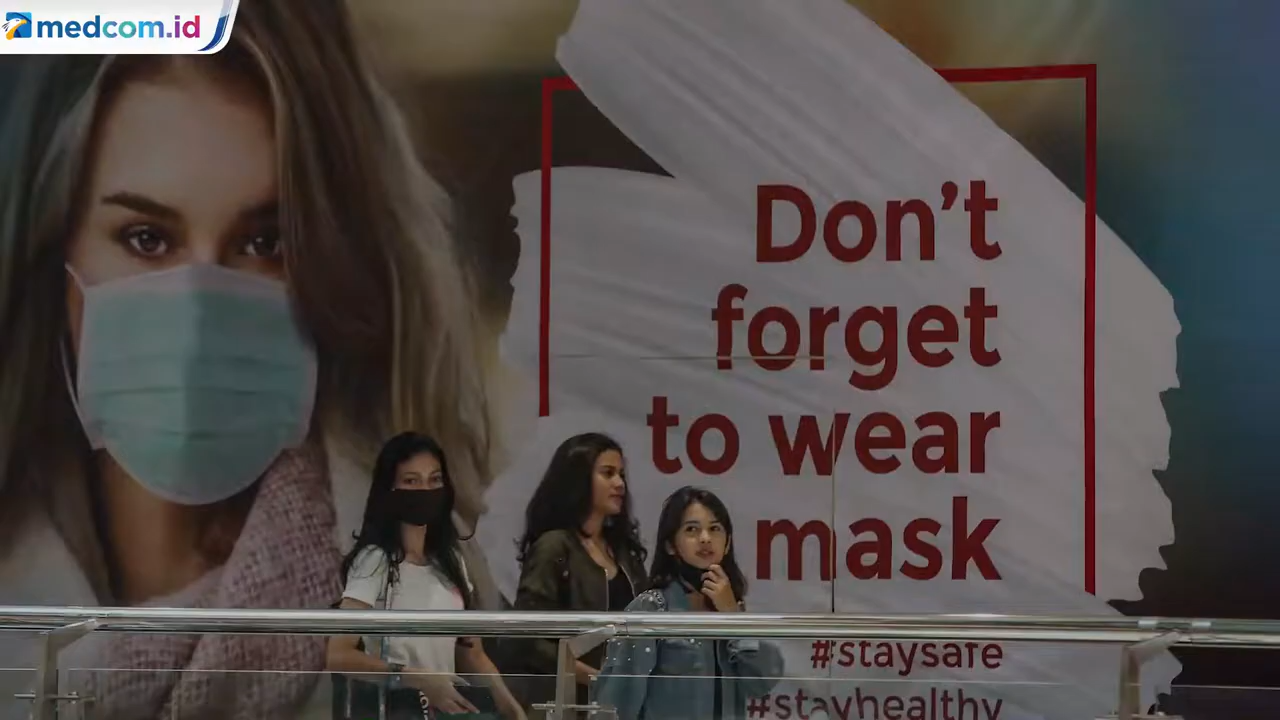 medcom.id
Don't
forget
to wear
mask
#staysafe
#stayhealthy